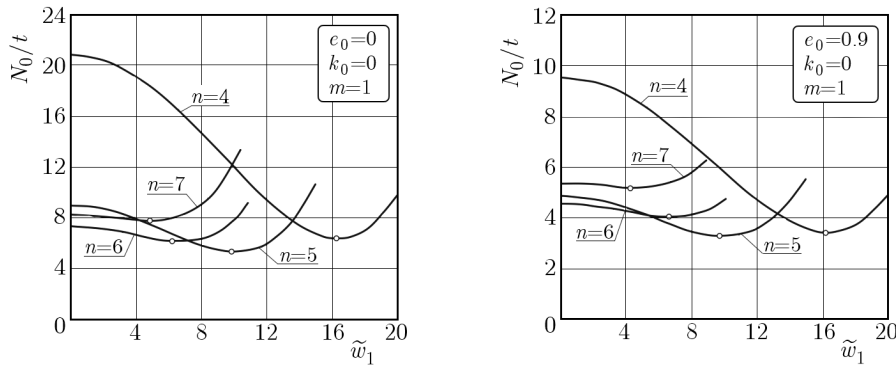 24
20
16
12
8
4
0
N₀/t
e₀=0
k₀=0
m=1
n=4
n=7
n=6
n=5
4 8 12 16 20
w̃₁
12
10
8
6
4
2
0
N₀/t
e₀=0.9
k₀=0
m=1
n=4
n=7
n=6
n=5
4 8 12 16 20
w̃₁